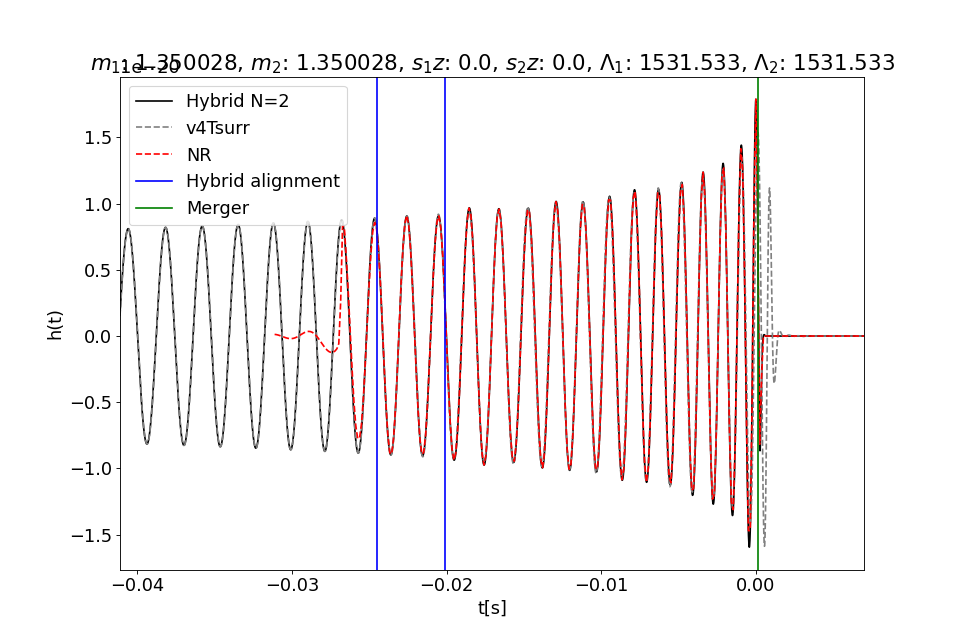 m₁: 1.350028, m₂: 1.350028, s₁z: 0.0, s₂z: 0.0, Λ₁: 1531.533, Λ₂: 1531.533
1e−20
Hybrid N=2
v4Tsurr
NR
Hybrid alignment
Merger
1.5
1.0
0.5
0.0
−0.5
−1.0
−1.5
h(t)
−0.04 −0.03 −0.02 −0.01 0.00
t[s]